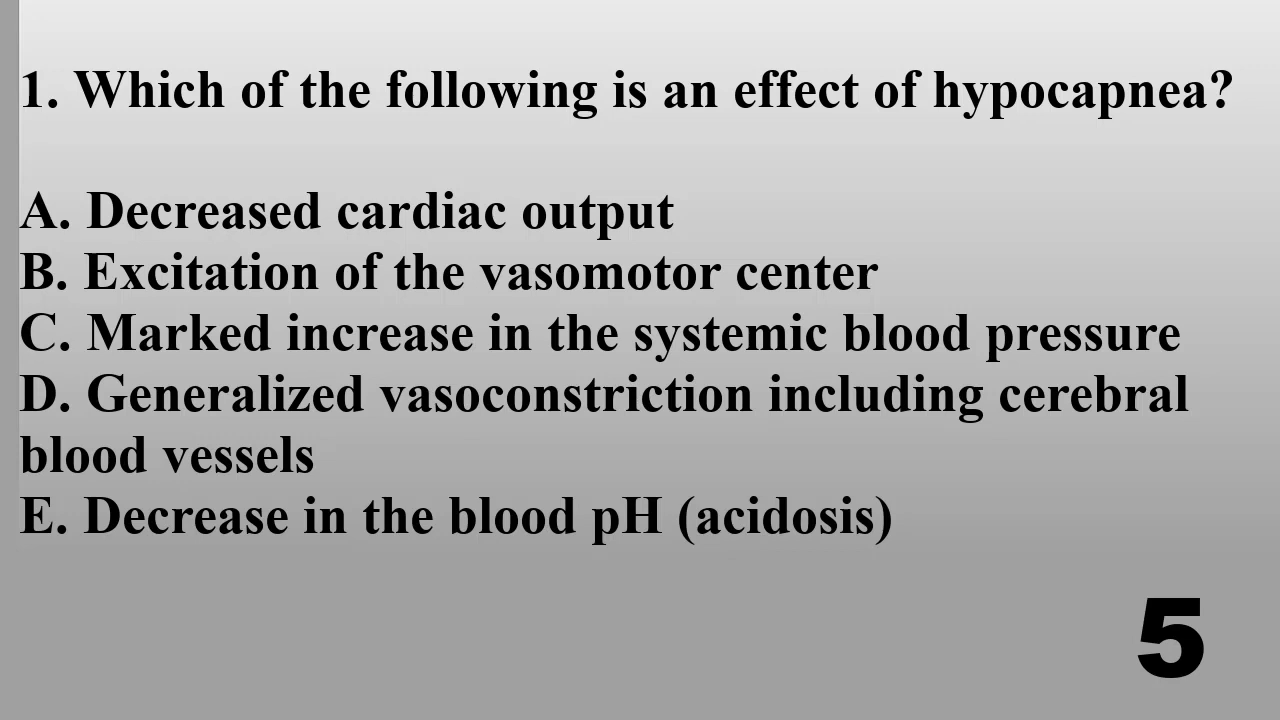 1. Which of the following is an effect of hypocapnea?
A. Decreased cardiac output
B. Excitation of the vasomotor center
C. Marked increase in the systemic blood pressure
D. Generalized vasoconstriction including cerebral
blood vessels
E. Decrease in the blood pH (acidosis)
5